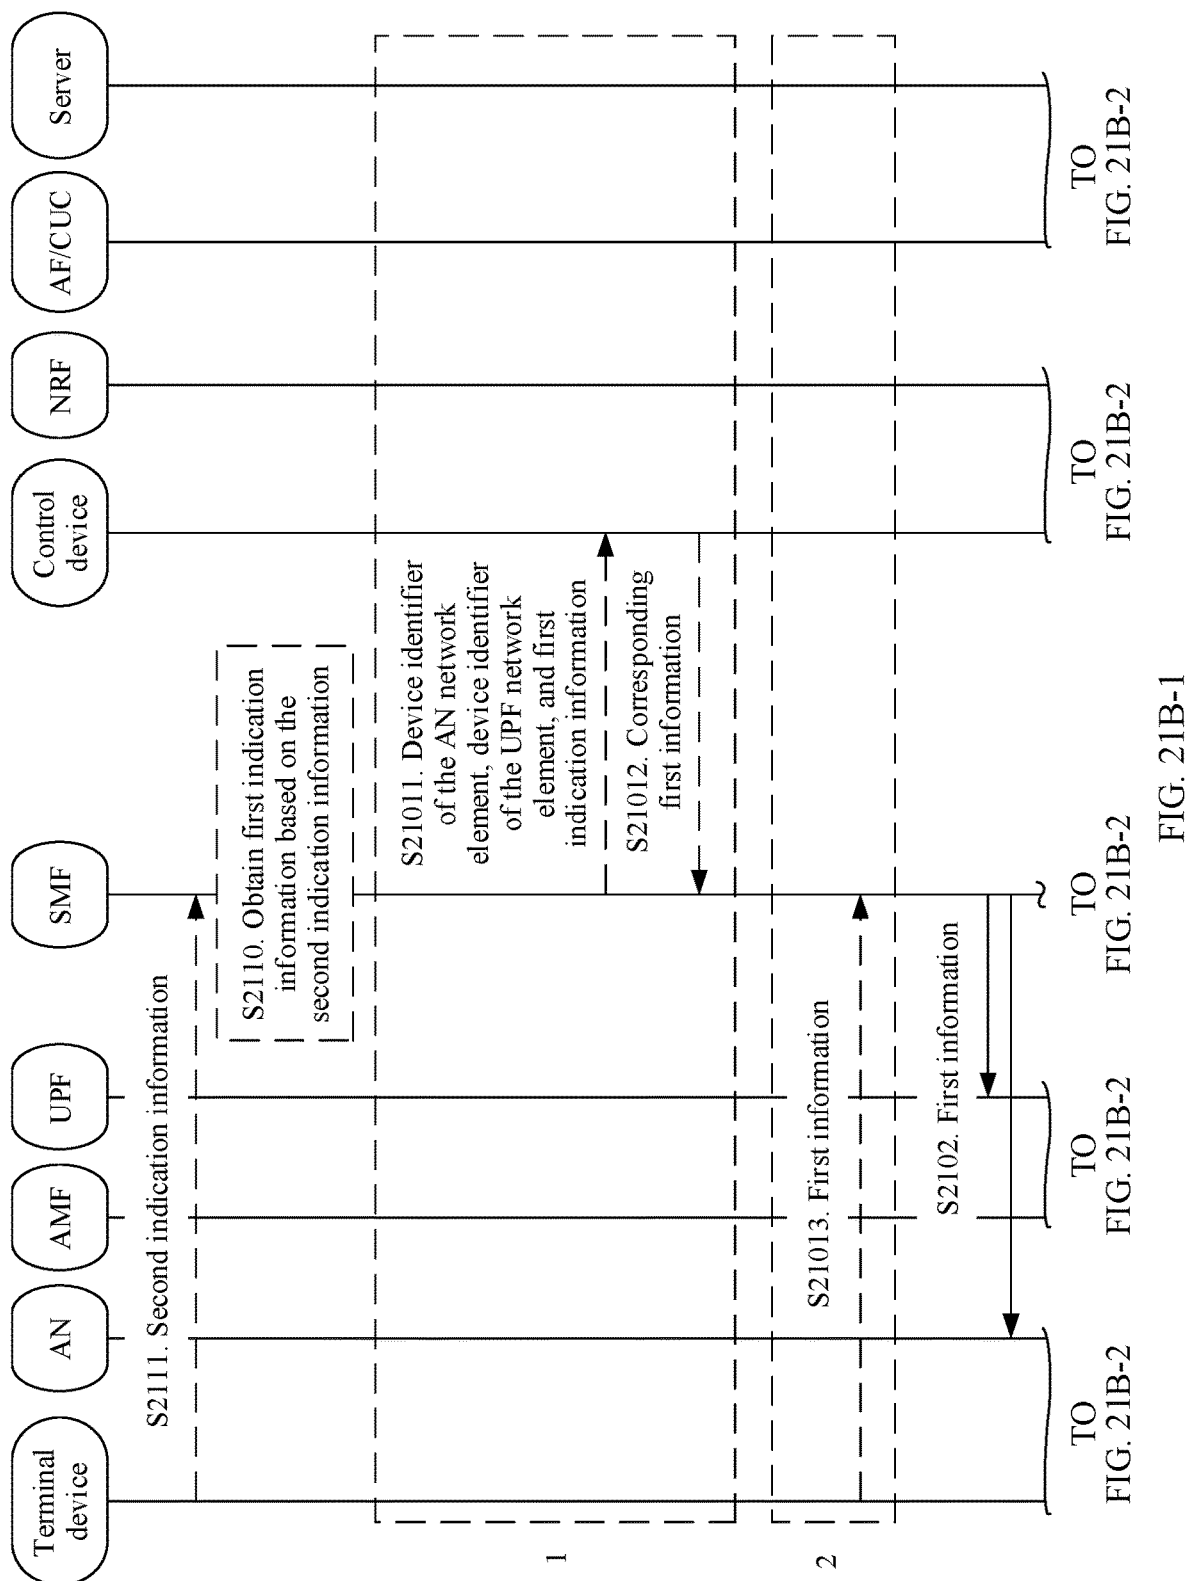 Terminal
device
AN
AMF
UPF
SMF
Control
device
NRF
AF/CUC
Server
S2111. Second indication information
S2110. Obtain first indication
information based on the
second indication information
1
S21011. Device identifier
of the AN network
element, device identifier
of the UPF network
element, and first
indication information
S21012. Corresponding
first information
2
S21013. First information
S2102. First information
TO
FIG. 21B-2
TO
FIG. 21B-2
TO
FIG. 21B-2
TO
FIG. 21B-2
TO
FIG. 21B-2
FIG. 21B-1